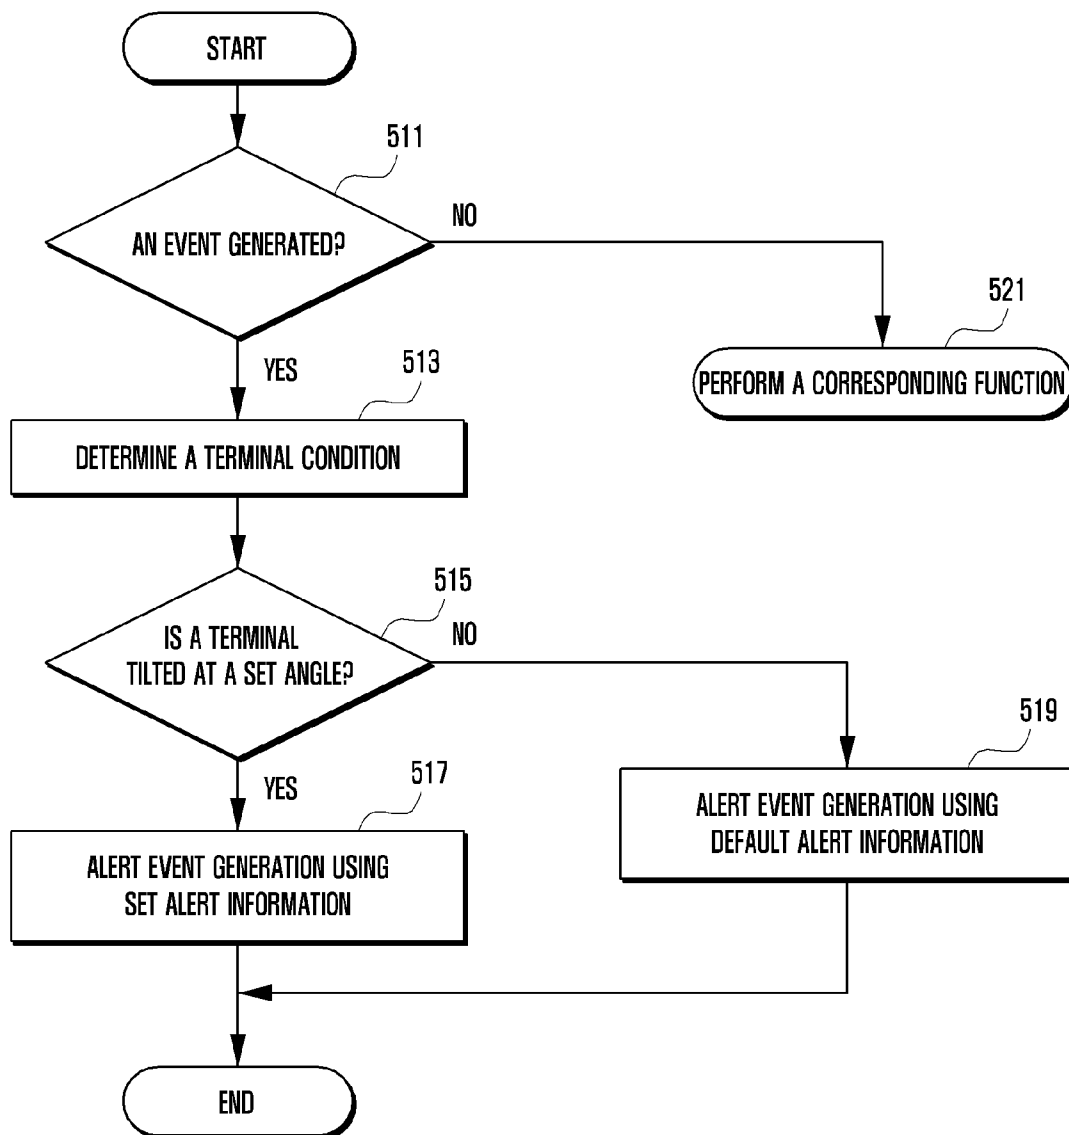 START
511
AN EVENT GENERATED?
NO
521
PERFORM A CORRESPONDING FUNCTION
YES
513
DETERMINE A TERMINAL CONDITION
515
IS A TERMINAL
TILTED AT A SET ANGLE?
NO
519
ALERT EVENT GENERATION USING
DEFAULT ALERT INFORMATION
YES
517
ALERT EVENT GENERATION USING
SET ALERT INFORMATION
END